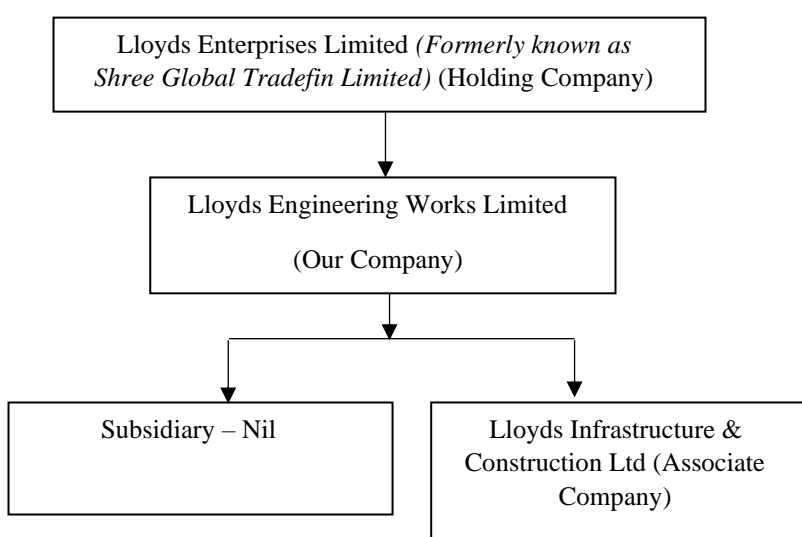 Lloyds Enterprises Limited (Formerly known as
Shree Global Tradefin Limited) (Holding Company)
Lloyds Engineering Works Limited
(Our Company)
Subsidiary – Nil
Lloyds Infrastructure &
Construction Ltd (Associate
Company)